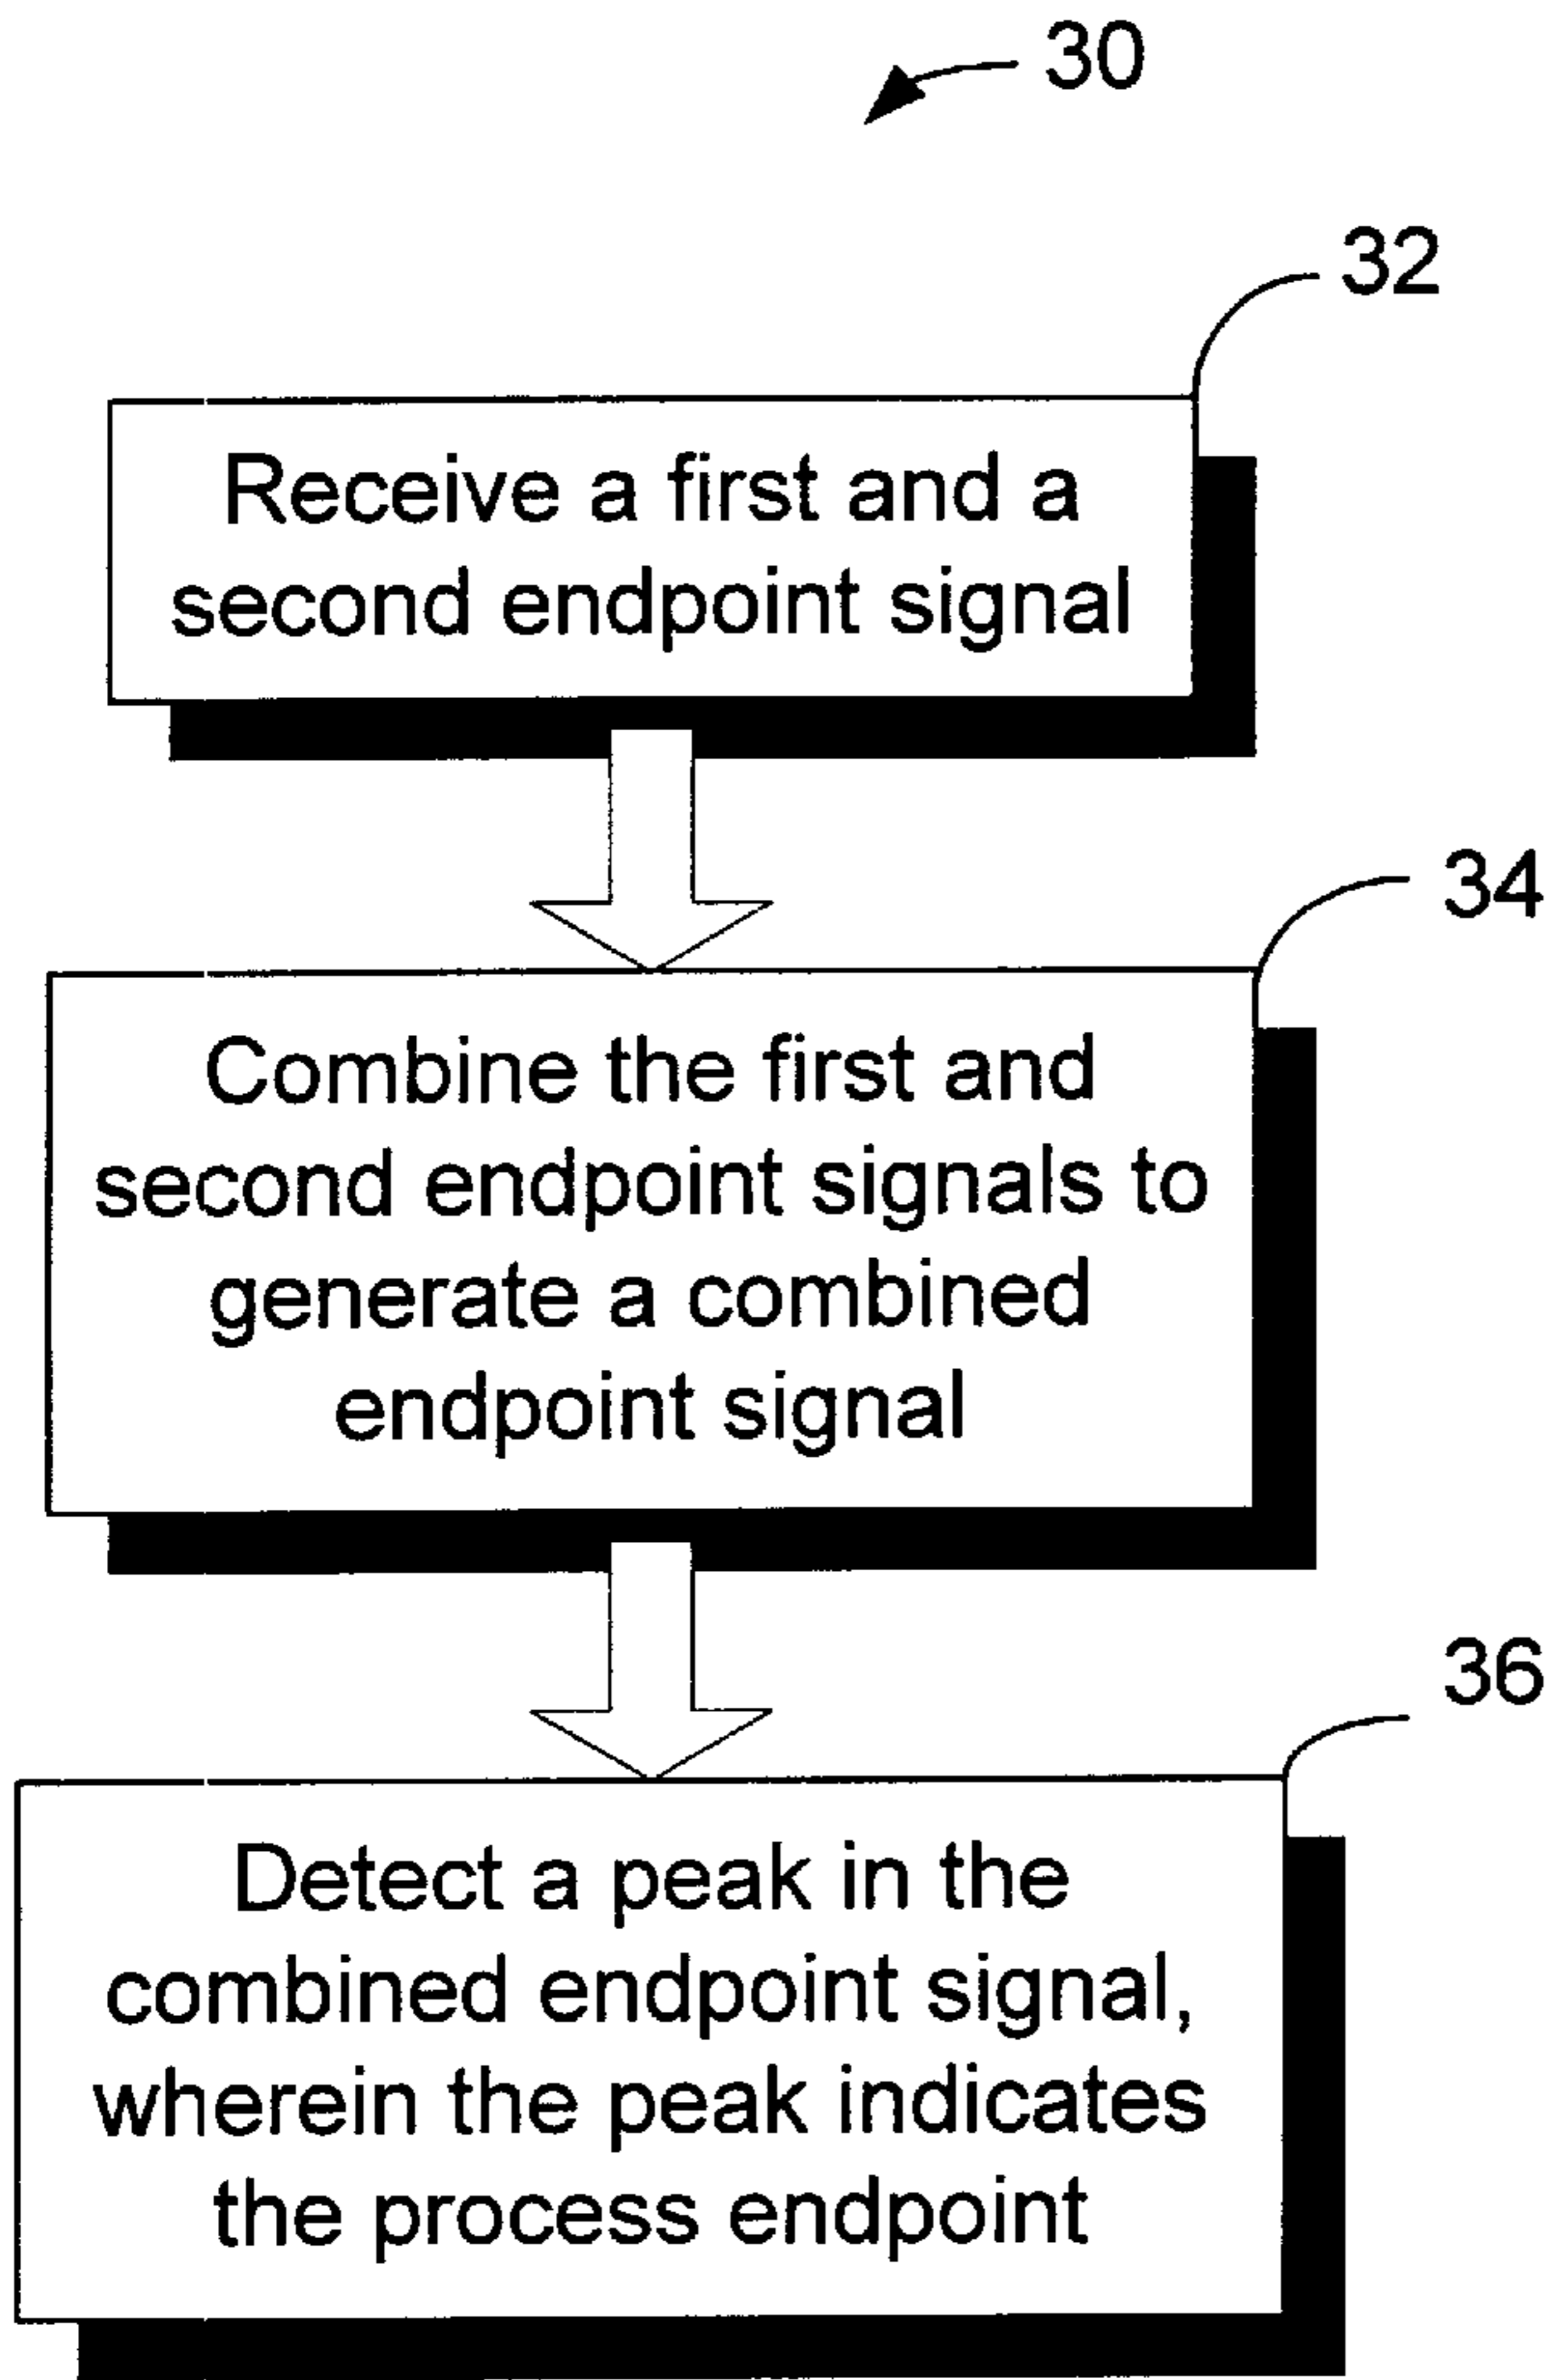 30
32
Receive a first and a
second endpoint signal
34
Combine the first and
second endpoint signals to
generate a combined
endpoint signal
36
Detect a peak in the
combined endpoint signal,
wherein the peak indicates
the process endpoint